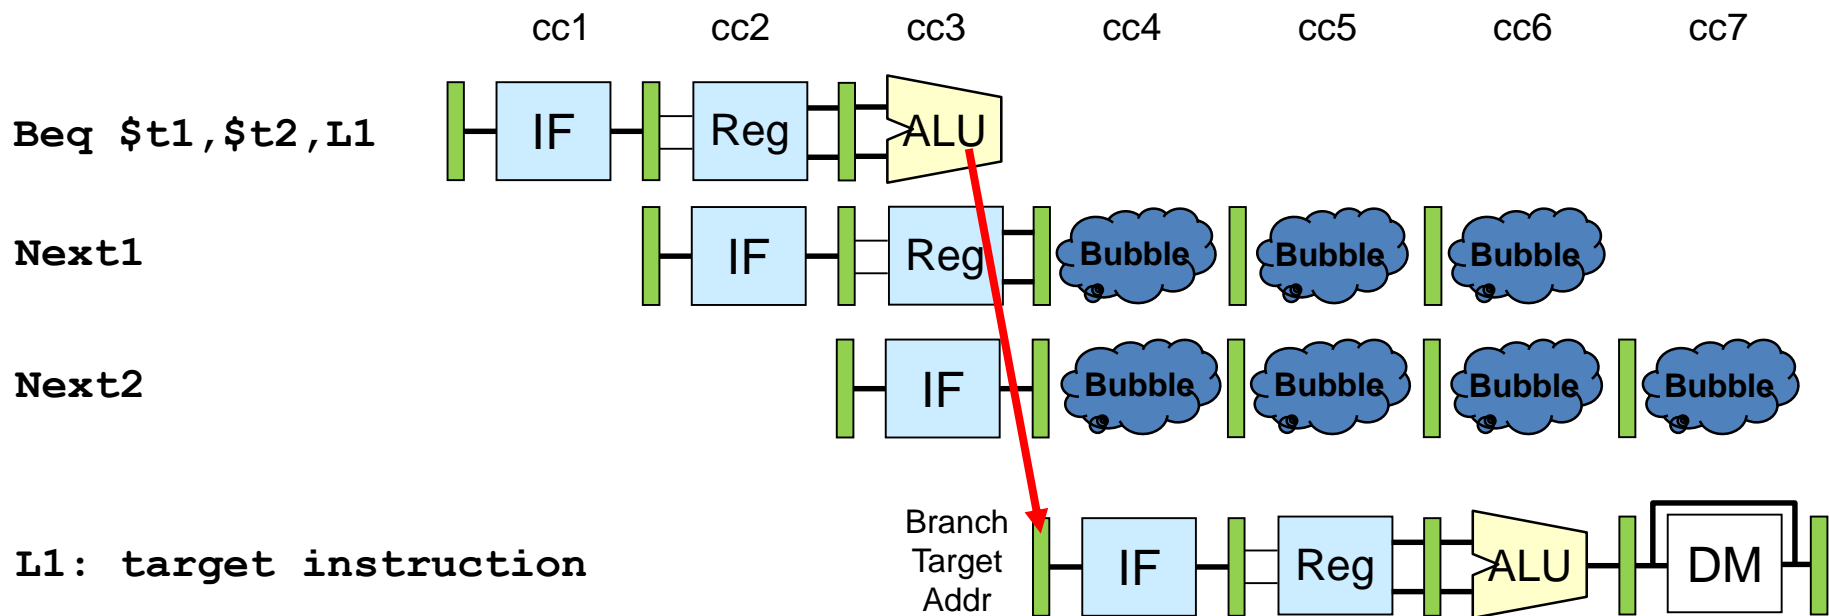 cc1 cc2 cc3 cc4 cc5 cc6 cc7
Beq $t1,$t2,L1 IF Reg ALU
Next1 IF Reg Bubble Bubble Bubble
Next2 IF Bubble Bubble Bubble Bubble
Branch
Target
Addr
L1: target instruction IF Reg ALU DM